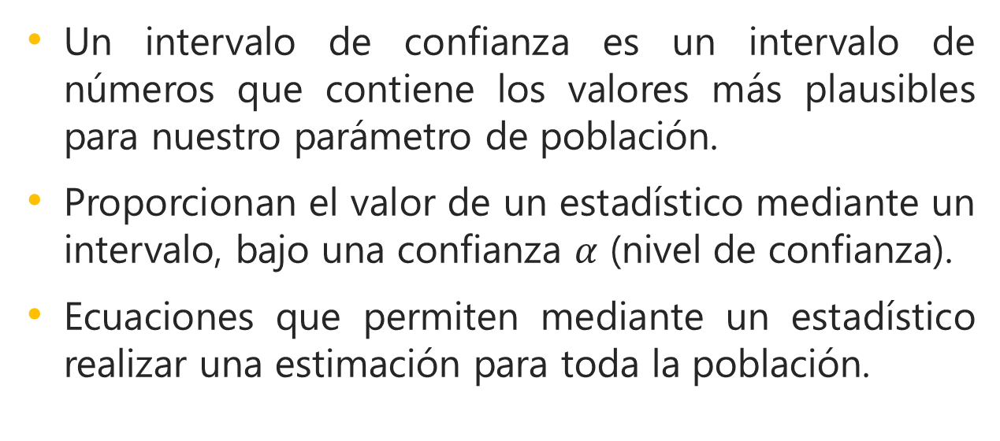 • Un intervalo de confianza es un intervalo de
números que contiene los valores más plausibles
para nuestro parámetro de población.
• Proporcionan el valor de un estadístico mediante un
intervalo, bajo una confianza α (nivel de confianza).
• Ecuaciones que permiten mediante un estadístico
realizar una estimación para toda la población.